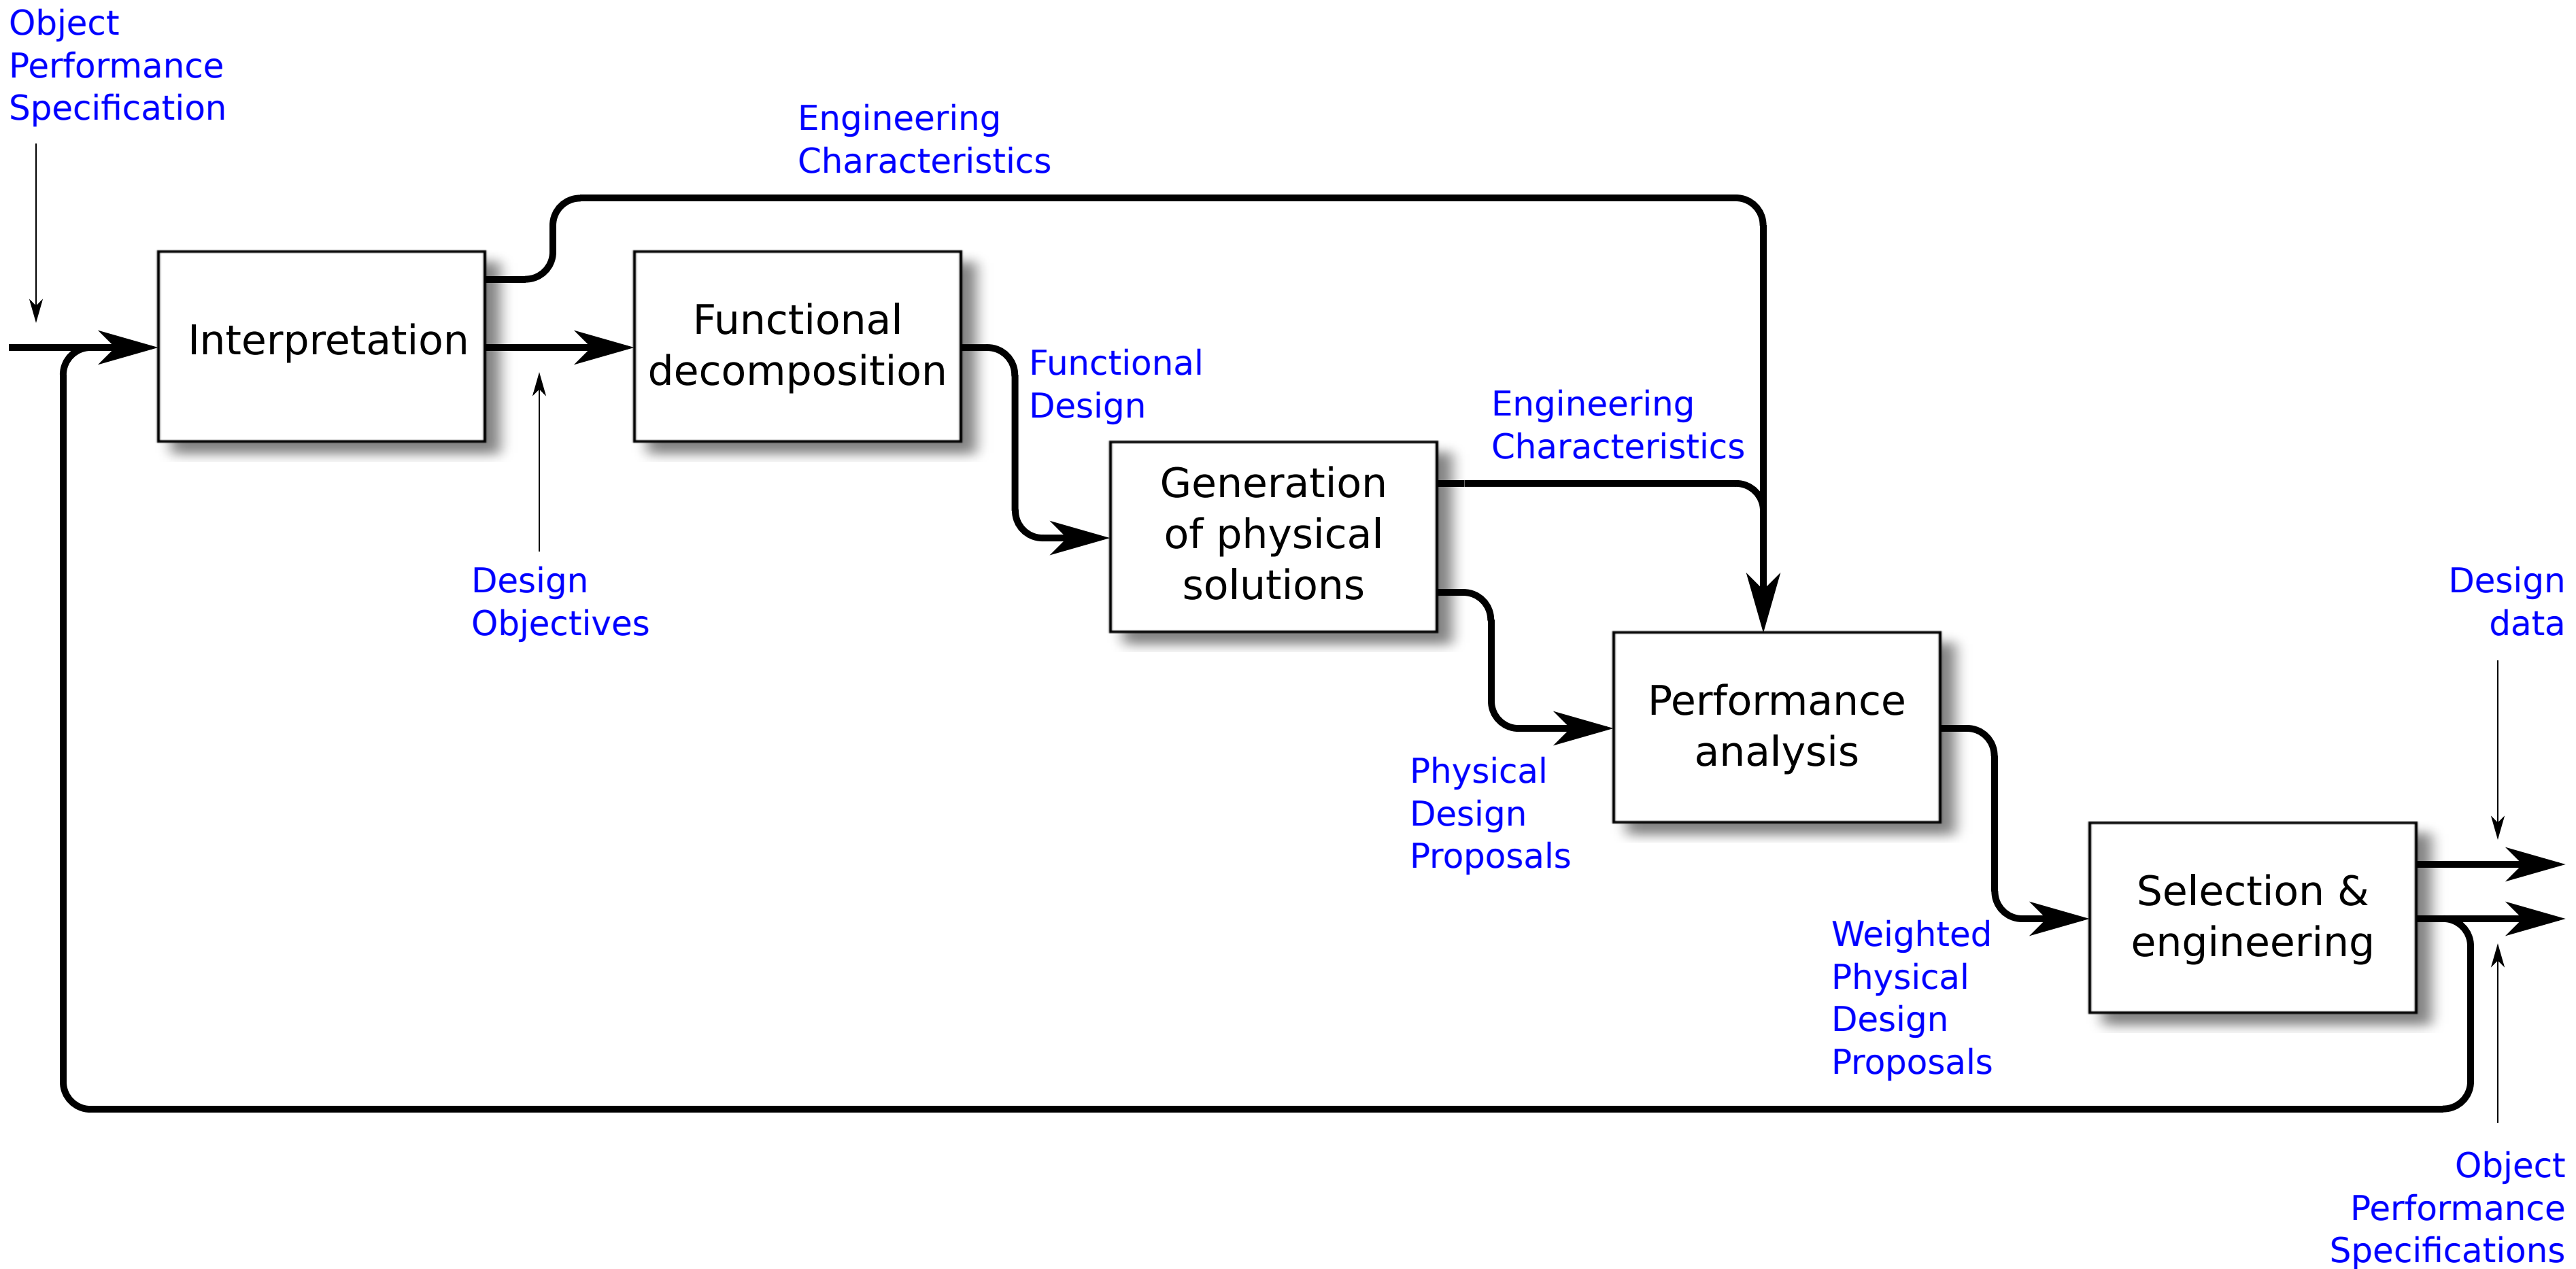 Object
Performance
Specification
Engineering
Characteristics
Interpretation
Functional
decomposition
Functional
Design
Engineering
Characteristics
Generation
of physical
solutions
Design
Objectives
Design
data
Performance
analysis
Physical
Design
Proposals
Selection &
engineering
Weighted
Physical
Design
Proposals
Object
Performance
Specifications